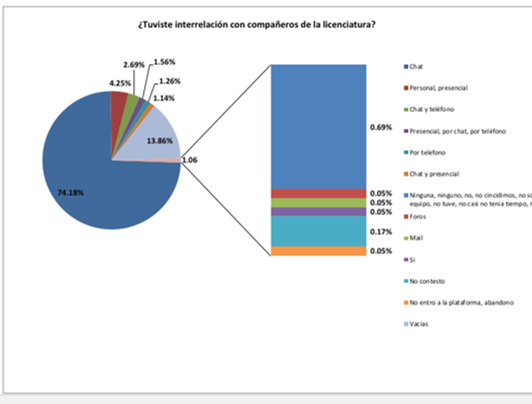 ¿Tuviste interrelación con compañeros de la licenciatura?
2.69%
1.56%
4.25%
1.26%
1.14%
13.86%
1.06
74.18%
0.69%
0.05%
0.05%
0.05%
0.17%
0.05%
Chat
Personal, presencial
Chat y teléfono
Presencial, por chat, por teléfono
Por telefono
Chat y presencial
Ninguna, ninguno, no, no cincidimos, no
equipo, no tuve, no casi no tenia tiempo,
Foros
Mail
Si
No contesto
No entro a la plataforma, abandono
Vacias